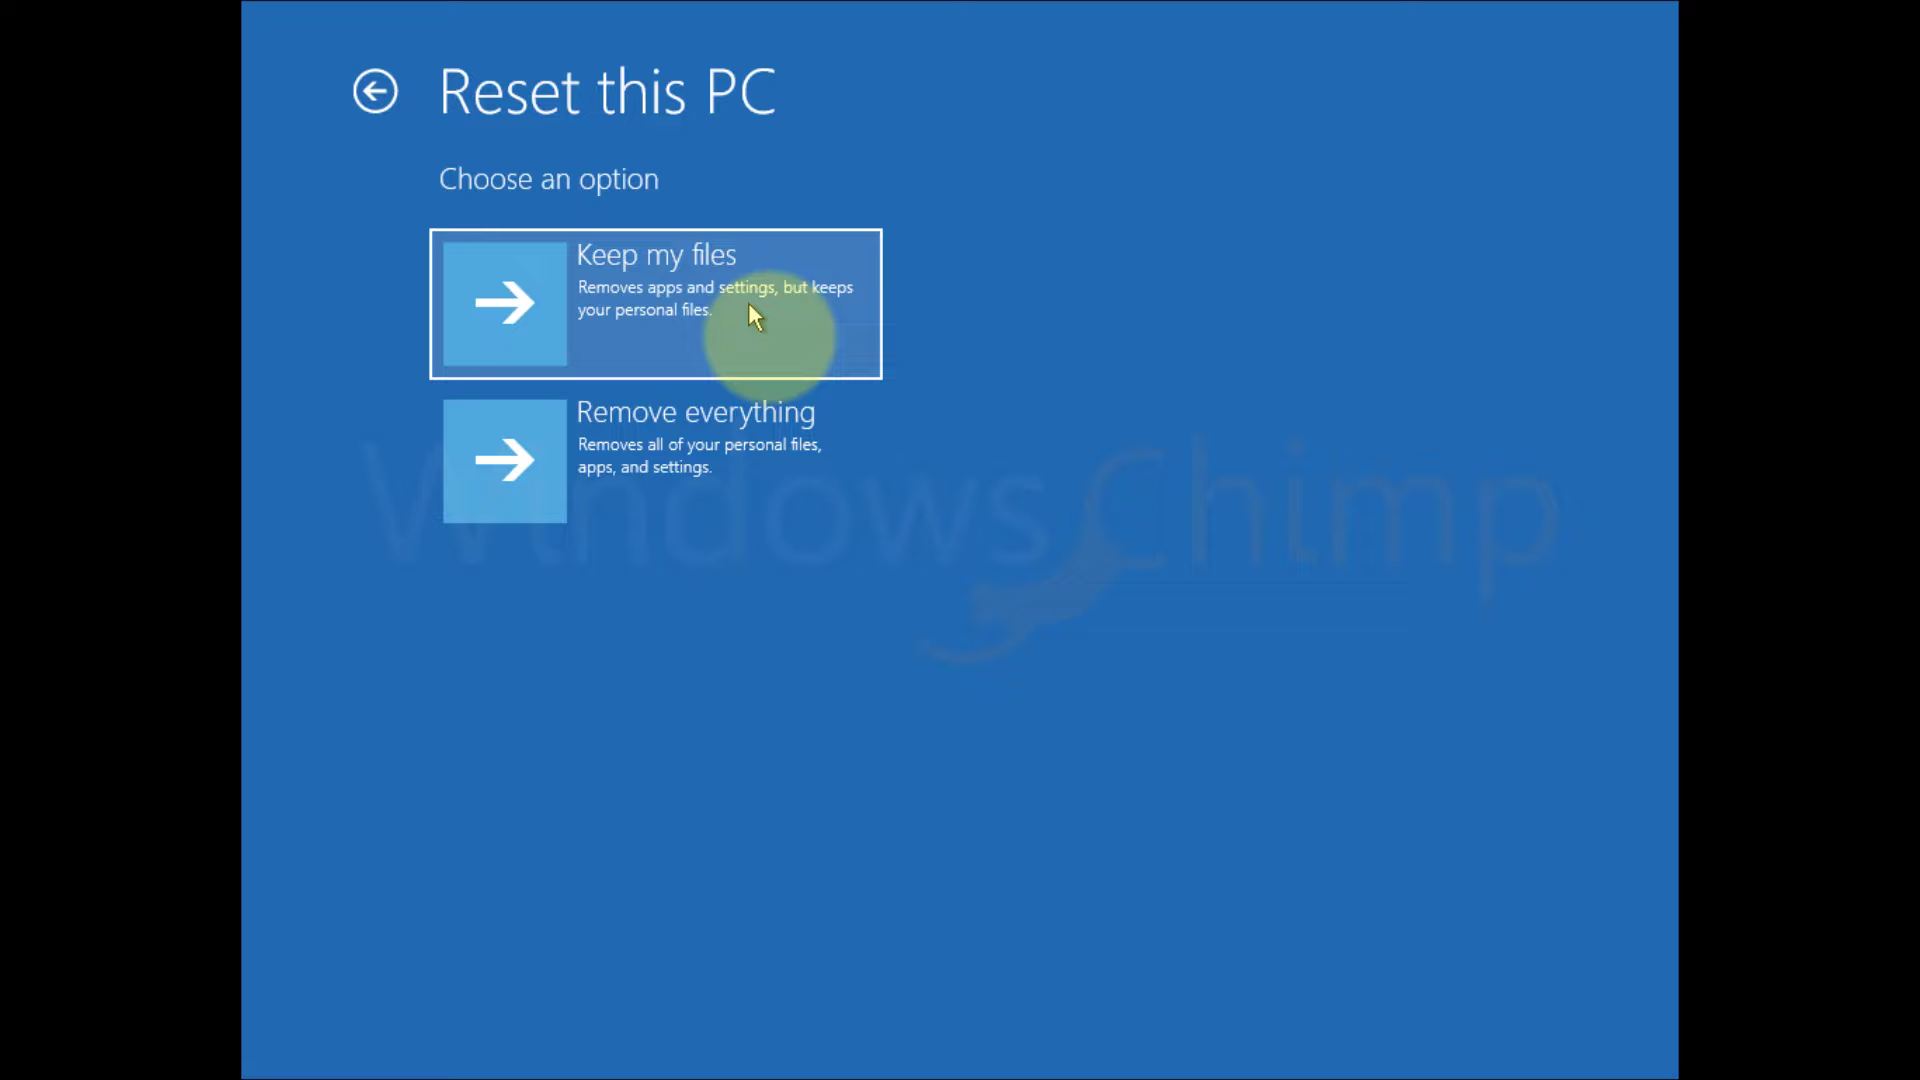 Reset this PC
Choose an option
Keep my files
Removes apps and settings, but keeps
your personal files.
Remove everything
Removes all of your personal files,
apps, and settings.
WindowsChimp